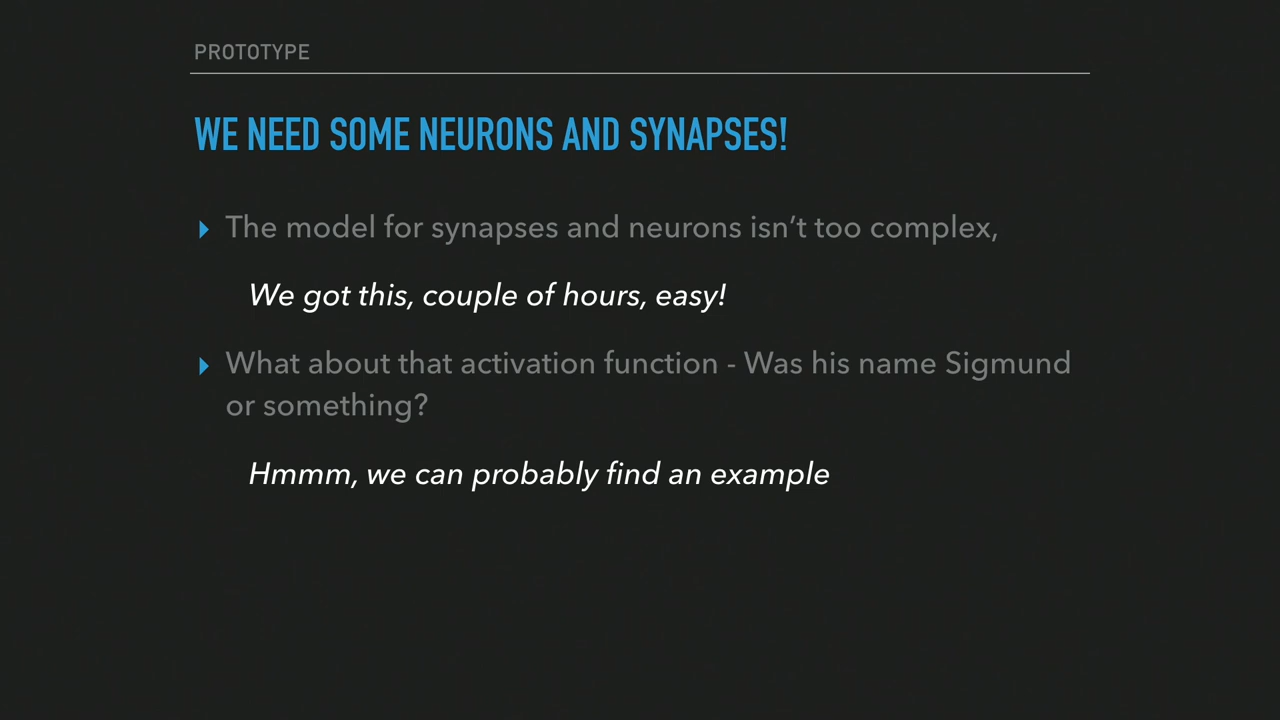 PROTOTYPE
WE NEED SOME NEURONS AND SYNAPSES!
The model for synapses and neurons isn’t too complex,
We got this, couple of hours, easy!
What about that activation function - Was his name Sigmund
or something?
Hmmm, we can probably find an example